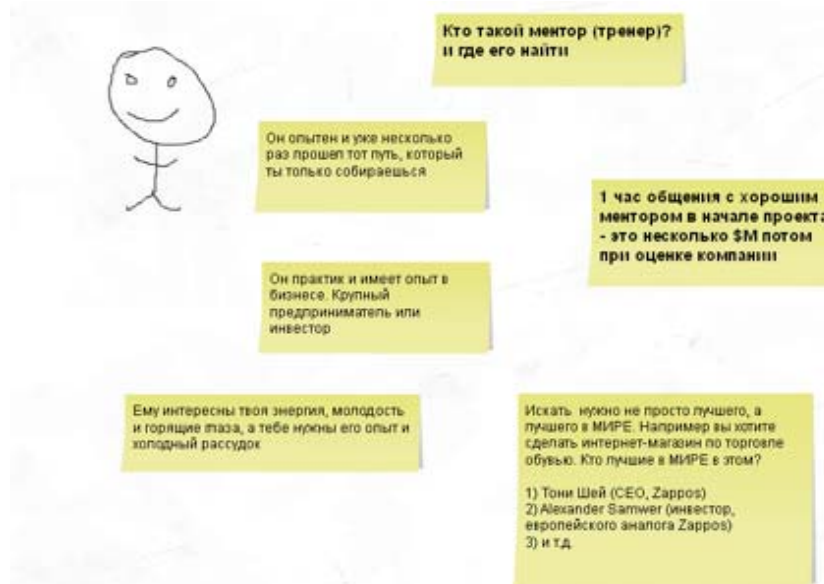 Кто такой ментор (тренер)?
и где его найти
Он опытен и уже несколько
раз прошел тот путь, который
ты только собираешься
1 час общения с хорошим
ментором в начале проекта
- это несколько $М потом
при оценке компании
Он практик и имеет опыт в
бизнесе. Крупный
предприниматель или
инвестор
Ему интересны твоя энергия, молодость
и горящие глаза, а тебе нужны его опыт и
холодный рассудок
Искать нужно не просто лучшего, а
лучшего в МИРЕ. Например вы хотите
сделать интернет-магазин по торговле
обувью. Кто лучшие в МИРЕ в этом?
1) Тони Шей (CEO, Zappos)
2) Alexander Samwer (инвестор,
европейского аналога Zappos)
3) и т.д.